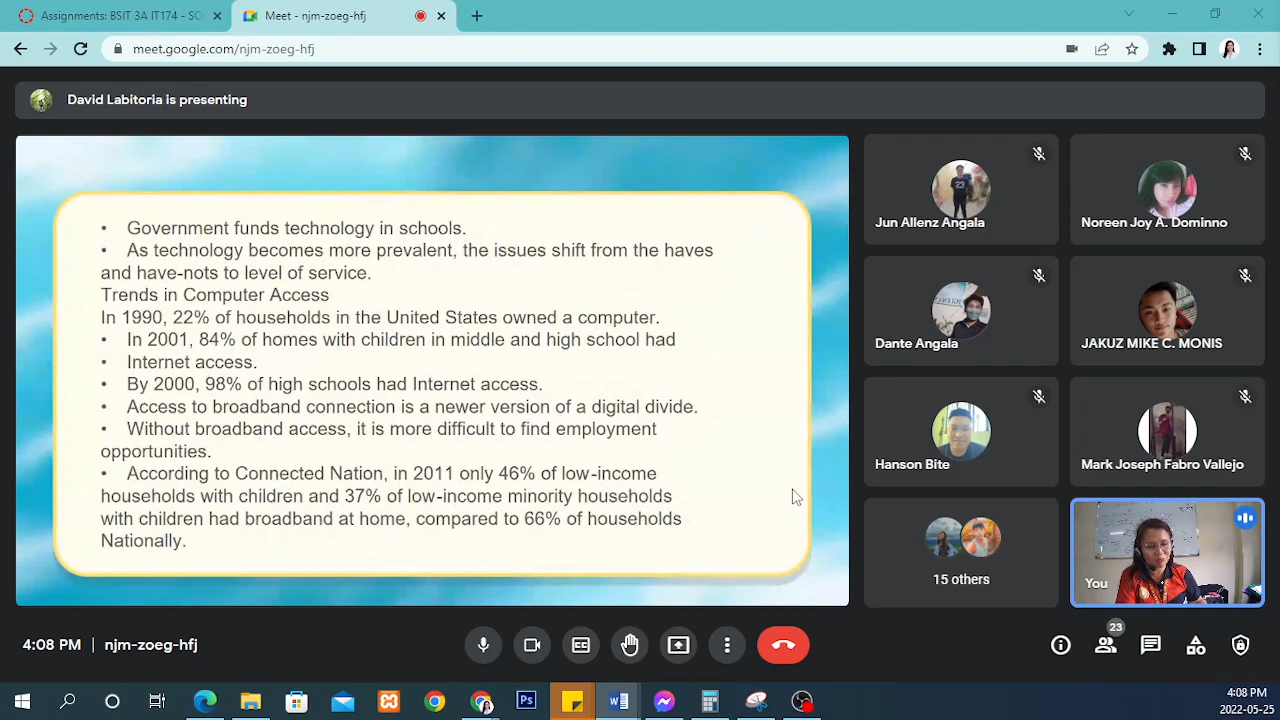 Assignments: BSIT 3A IT174 - SO
Meet - njm-zoeg-hfj
meet.google.com/njm-zoeg-hfj
David Labitoria is presenting
• Government funds technology in schools.
• As technology becomes more prevalent, the issues shift from the haves
and have-nots to level of service.
Trends in Computer Access
In 1990, 22% of households in the United States owned a computer.
• In 2001, 84% of homes with children in middle and high school had
• Internet access.
• By 2000, 98% of high schools had Internet access.
• Access to broadband connection is a newer version of a digital divide.
• Without broadband access, it is more difficult to find employment
opportunities.
• According to Connected Nation, in 2011 only 46% of low-income
households with children and 37% of low-income minority households
with children had broadband at home, compared to 66% of households
Nationally.
23
Jun Allenz Angala
Noreen Joy A. Dominno
Dante Angala
JAKUZ MIKE C. MONIS
Hanson Bite
Mark Joseph Fabro Vallejo
15 others
You
4:08 PM | njm-zoeg-hfj
CC
23
Ps
W
4:08 PM
2022-05-25